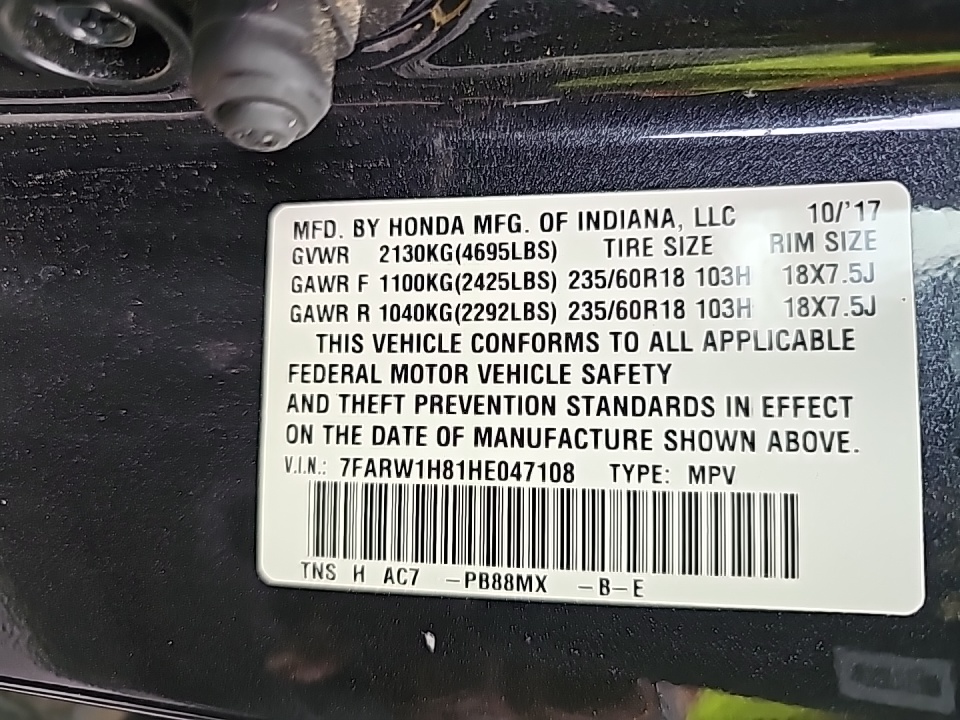 MFD. BY HONDA MFG. OF INDIANA, LLC 10/'17
GVWR 2130KG(4695LBS) TIRE SIZE RIM SIZE
GAWR F 1100KG(2425LBS) 235/60R18 103H 18X7.5J
GAWR R 1040KG(2292LBS) 235/60R18 103H 18X7.5J
THIS VEHICLE CONFORMS TO ALL APPLICABLE
FEDERAL MOTOR VEHICLE SAFETY
AND THEFT PREVENTION STANDARDS IN EFFECT
ON THE DATE OF MANUFACTURE SHOWN ABOVE.
V.I.N.: 7FARW1H81HE047108 TYPE: MPV
TNS H AC7 -PB88MX -B-E